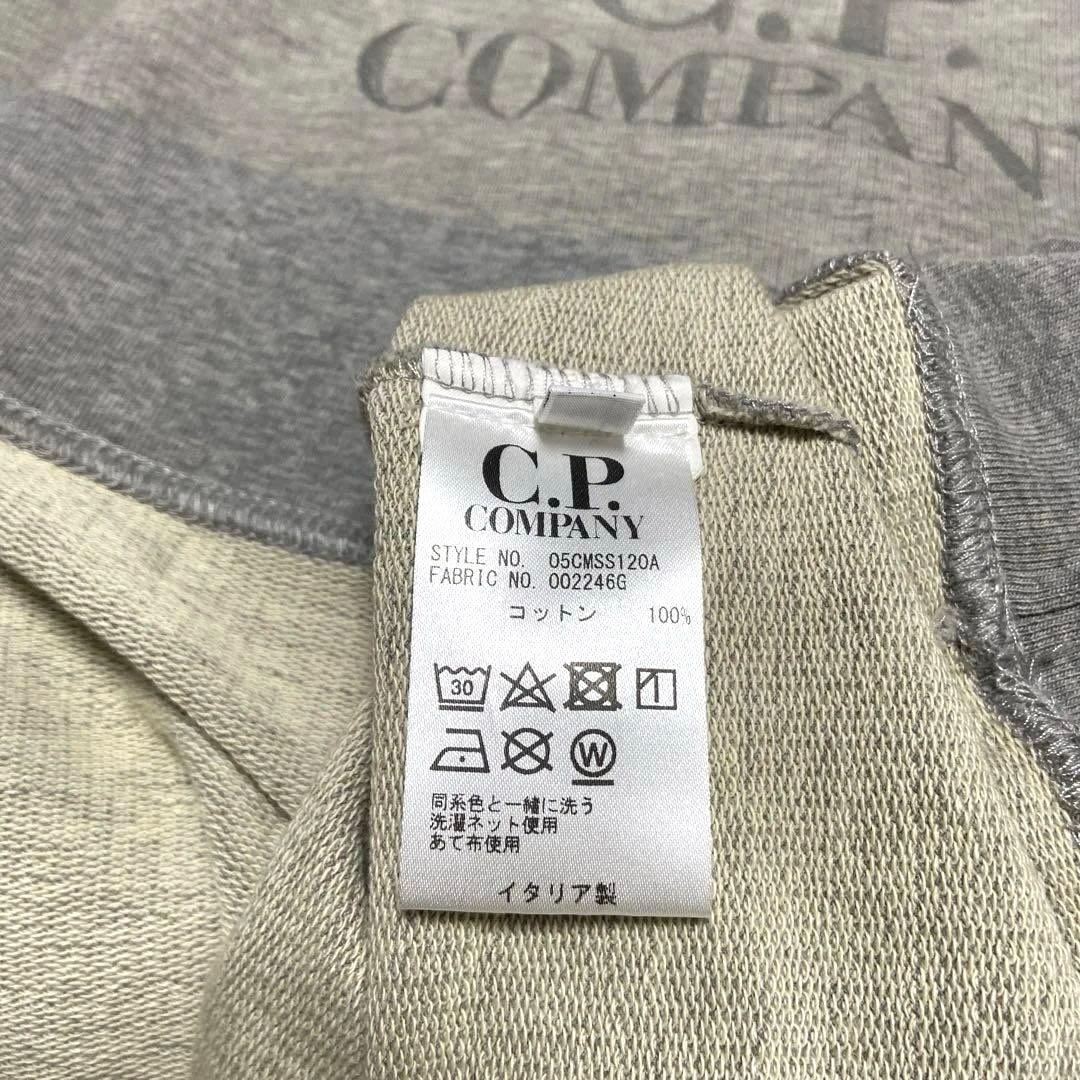 C.P.
COMPANY
C.P.
COMPANY
STYLE NO. 05CMSS120A
FABRIC NO. 002246G
コットン 100%
30
W
同系色と一緒に洗う
洗濯ネット使用
あて布使用
イタリア製